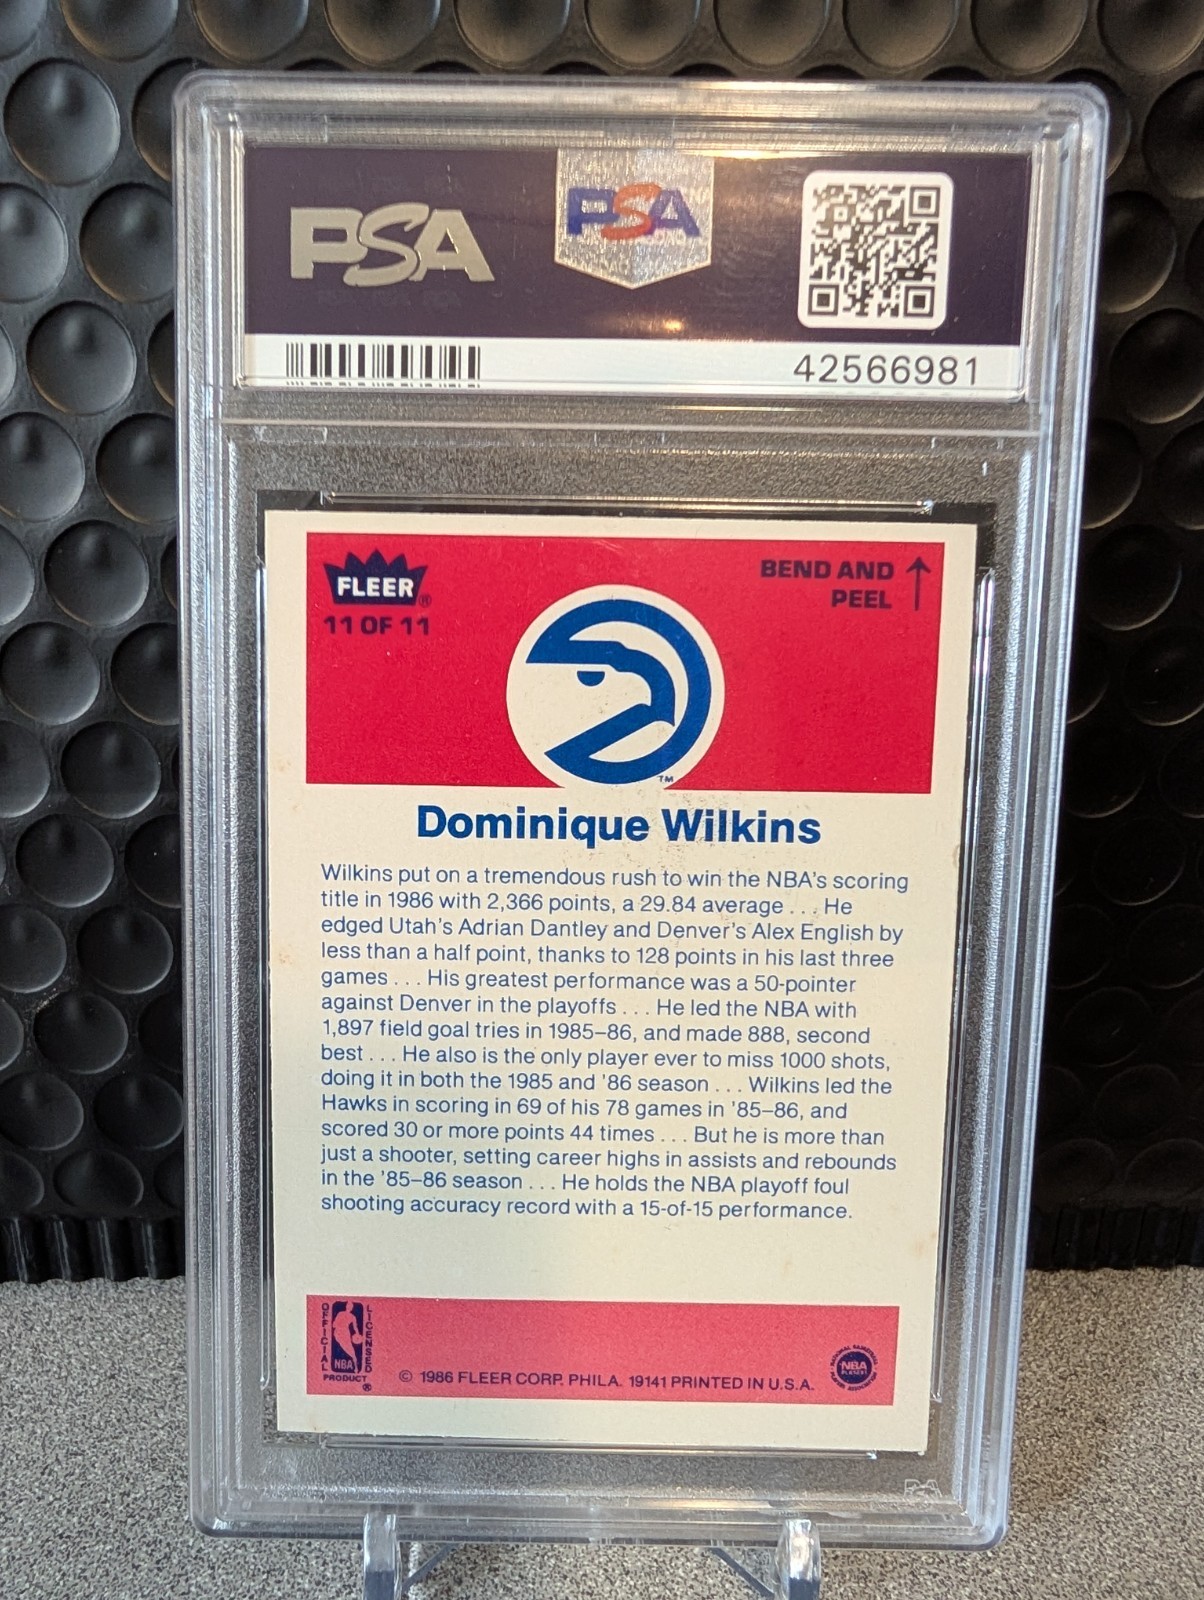 PSA
PSA
42566981
FLEER®
11 OF 11
BEND AND
PEEL
TM
Dominique Wilkins
Wilkins put on a tremendous rush to win the NBA's scoring
title in 1986 with 2,366 points, a 29.84 average . . . He
edged Utah's Adrian Dantley and Denver's Alex English by
less than a half point, thanks to 128 points in his last three
games . . . His greatest performance was a 50-pointer
against Denver in the playoffs . . . He led the NBA with
1,897 field goal tries in 1985–86, and made 888, second
best . . . He also is the only player ever to miss 1000 shots,
doing it in both the 1985 and '86 season . . . Wilkins led the
Hawks in scoring in 69 of his 78 games in '85–86, and
scored 30 or more points 44 times . . . But he is more than
just a shooter, setting career highs in assists and rebounds
in the '85–86 season . . . He holds the NBA playoff foul
shooting accuracy record with a 15-of-15 performance.
OFFICIAL
LICENSED
NBA
PRODUCT ®
© 1986 FLEER CORP. PHILA. 19141 PRINTED IN U.S.A.
NATIONAL BASKETBALL
NBA
PLAYERS
ASSOCIATION